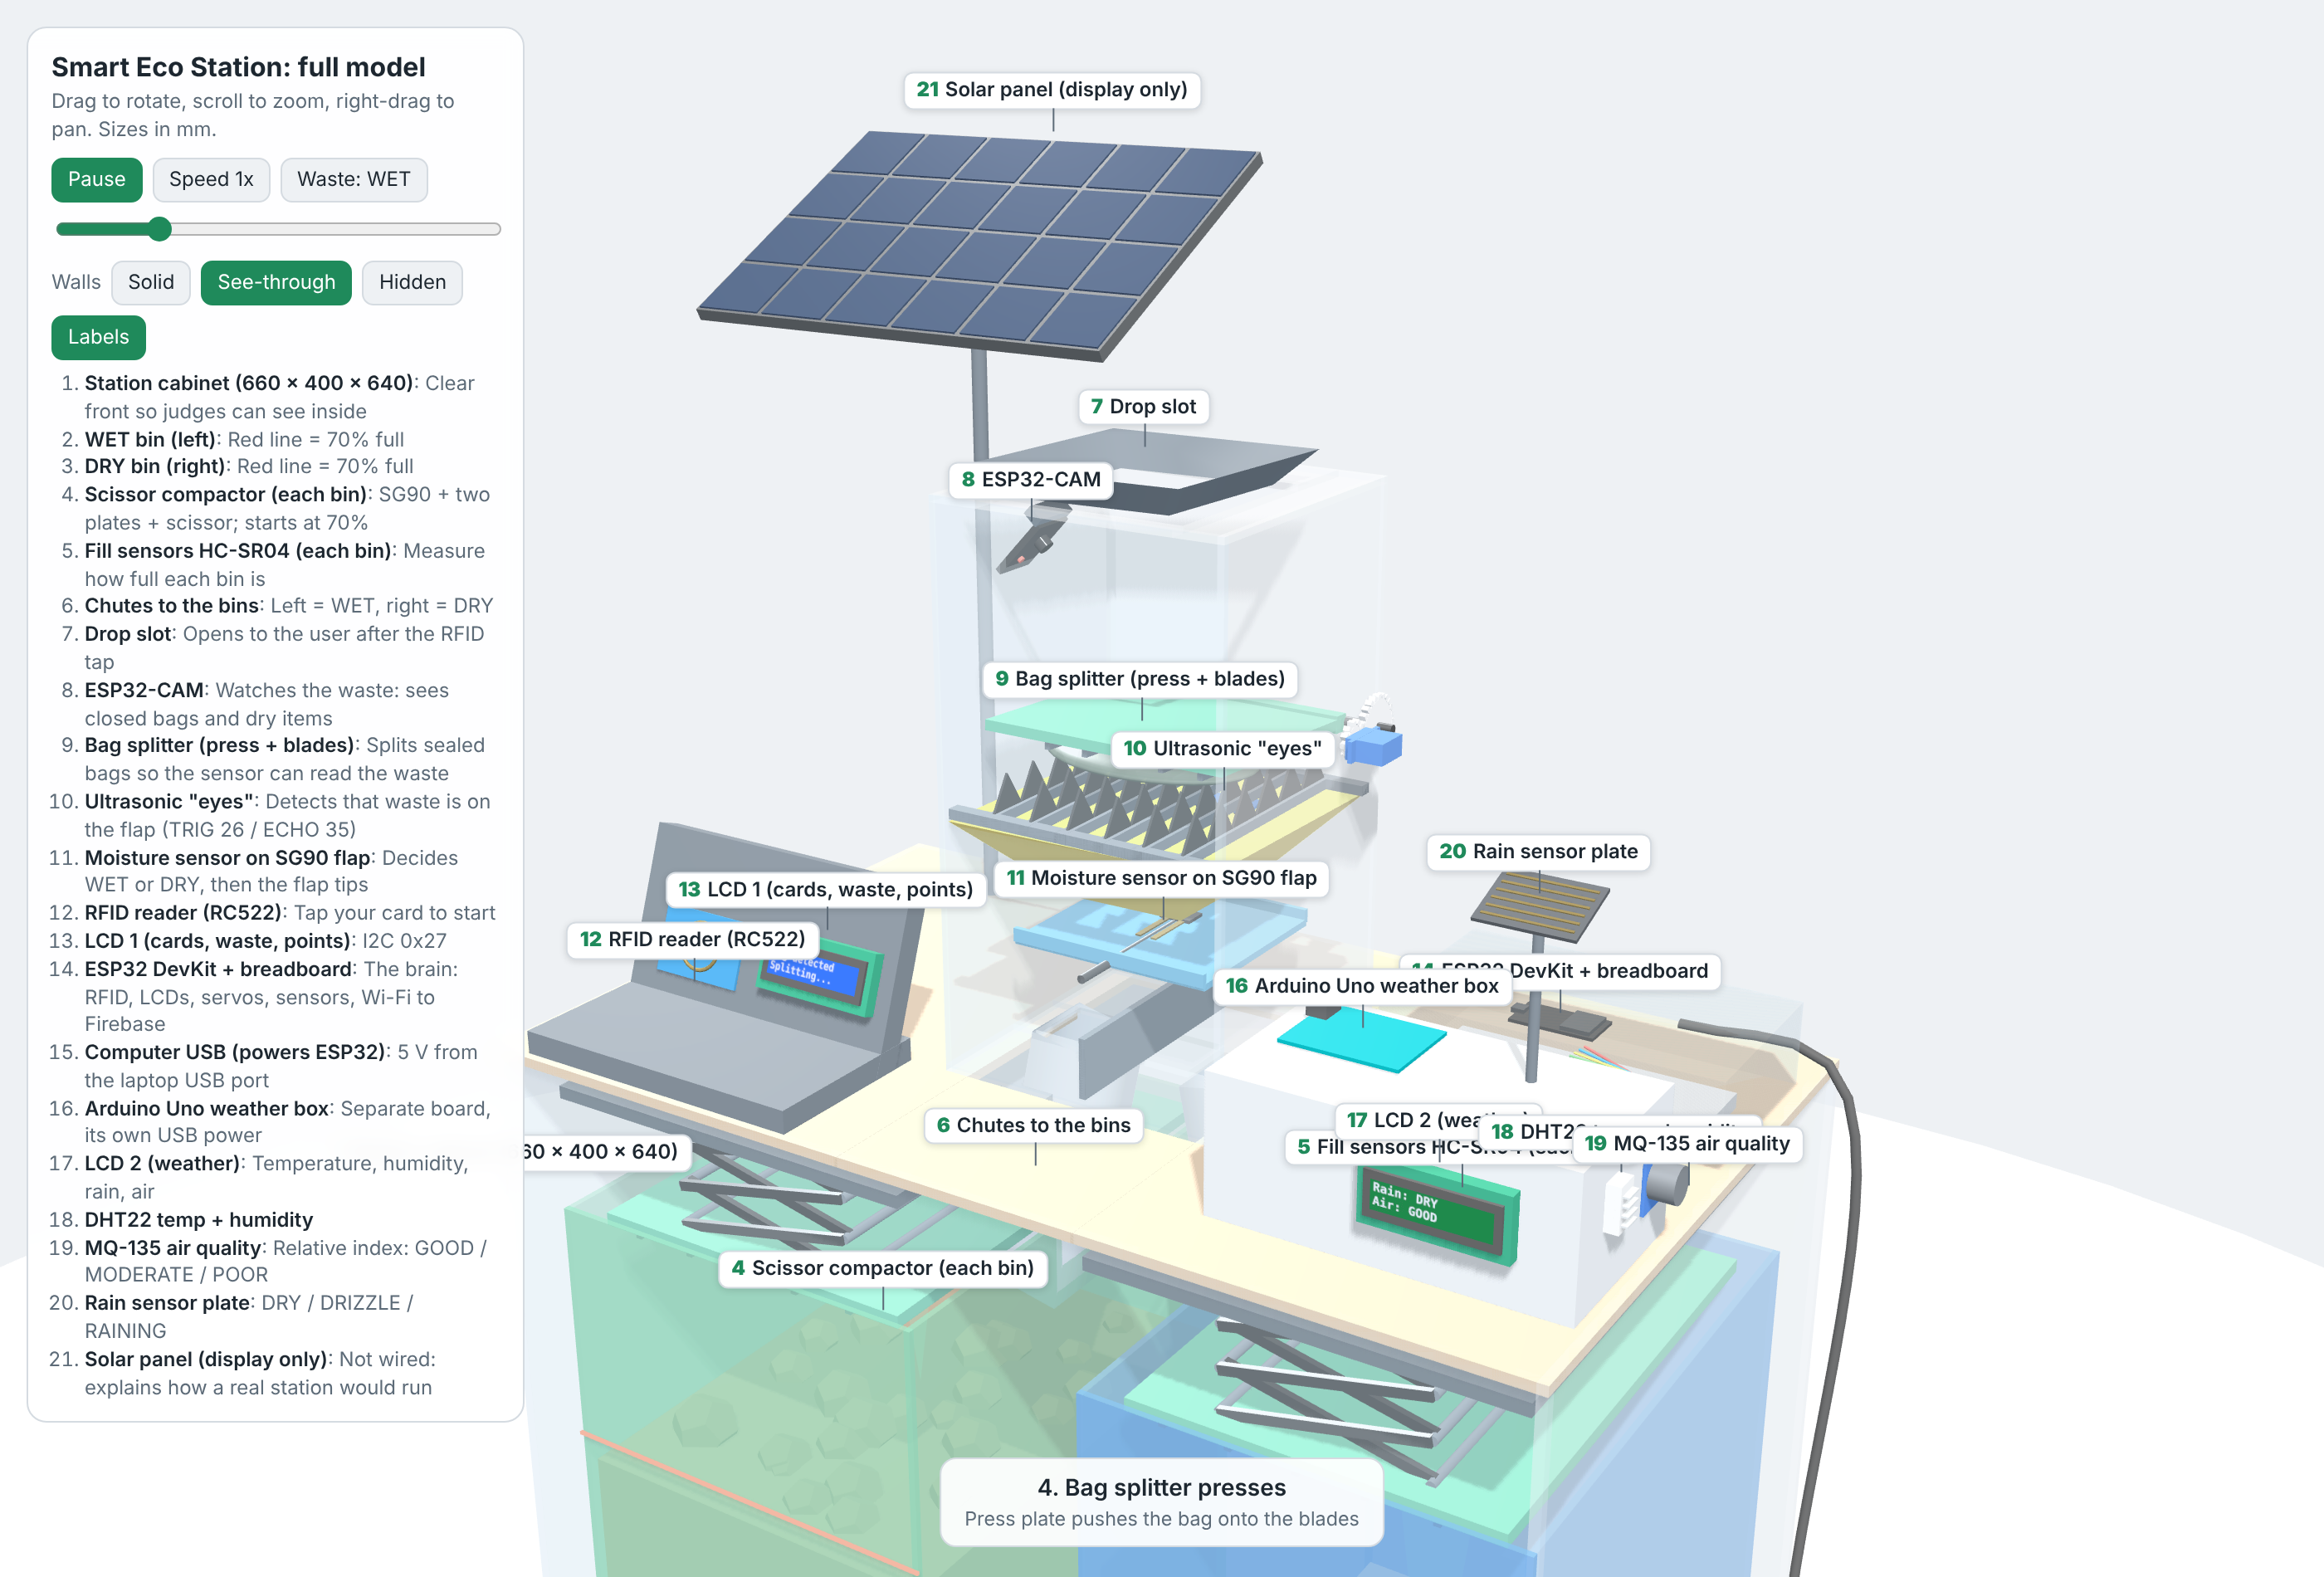 Smart Eco Station: full model
Drag to rotate, scroll to zoom, right-drag to
pan. Sizes in mm.
Pause
Speed 1x
Waste: WET
Walls
Solid
See-through
Hidden
Labels
1. Station cabinet (660 × 400 × 640): Clear
front so judges can see inside
2. WET bin (left): Red line = 70% full
3. DRY bin (right): Red line = 70% full
4. Scissor compactor (each bin): SG90 + two
plates + scissor; starts at 70%
5. Fill sensors HC-SR04 (each bin): Measure
how full each bin is
6. Chutes to the bins: Left = WET, right = DRY
7. Drop slot: Opens to the user after the RFID
tap
8. ESP32-CAM: Watches the waste: sees
closed bags and dry items
9. Bag splitter (press + blades): Splits sealed
bags so the sensor can read the waste
10. Ultrasonic "eyes": Detects that waste is on
the flap (TRIG 26 / ECHO 35)
11. Moisture sensor on SG90 flap: Decides
WET or DRY, then the flap tips
12. RFID reader (RC522): Tap your card to start
13. LCD 1 (cards, waste, points): I2C 0x27
14. ESP32 DevKit + breadboard: The brain:
RFID, LCDs, servos, sensors, Wi-Fi to
Firebase
15. Computer USB (powers ESP32): 5 V from
the laptop USB port
16. Arduino Uno weather box: Separate board,
its own USB power
17. LCD 2 (weather): Temperature, humidity,
rain, air
18. DHT22 temp + humidity
19. MQ-135 air quality: Relative index: GOOD /
MODERATE / POOR
20. Rain sensor plate: DRY / DRIZZLE /
RAINING
21. Solar panel (display only): Not wired:
explains how a real station would run
21 Solar panel (display only)
7 Drop slot
8 ESP32-CAM
9 Bag splitter (press + blades)
10 Ultrasonic "eyes"
20 Rain sensor plate
11 Moisture sensor on SG90 flap
13 LCD 1 (cards, waste, points)
12 RFID reader (RC522)
Splitting...
DevKit + breadboard
16 Arduino Uno weather box
6 Chutes to the bins
17 LCD 2
18
19 MQ-135 air quality
5 Fill sensors
60 × 400 × 640)
Rain: DRY
Air: GOOD
4 Scissor compactor (each bin)
4. Bag splitter presses
Press plate pushes the bag onto the blades